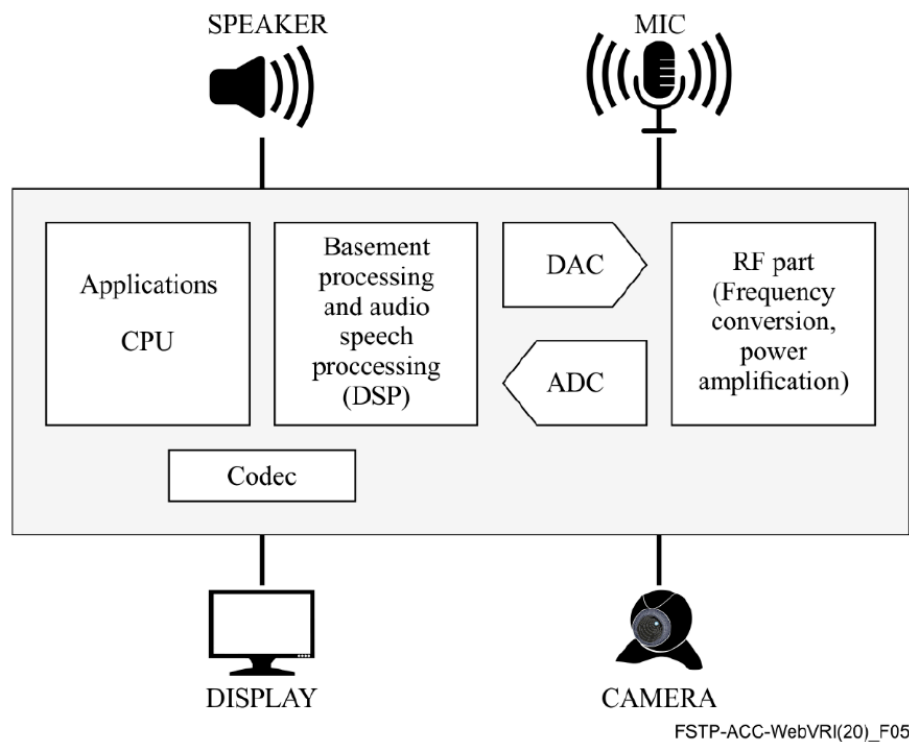 SPEAKER
MIC
Applications
CPU
Basement
processing
and audio
speech
proccessing
(DSP)
DAC
ADC
RF part
(Frequency
conversion,
power
amplification)
Codec
DISPLAY
CAMERA
FSTP-ACC-WebVRI(20)_F05